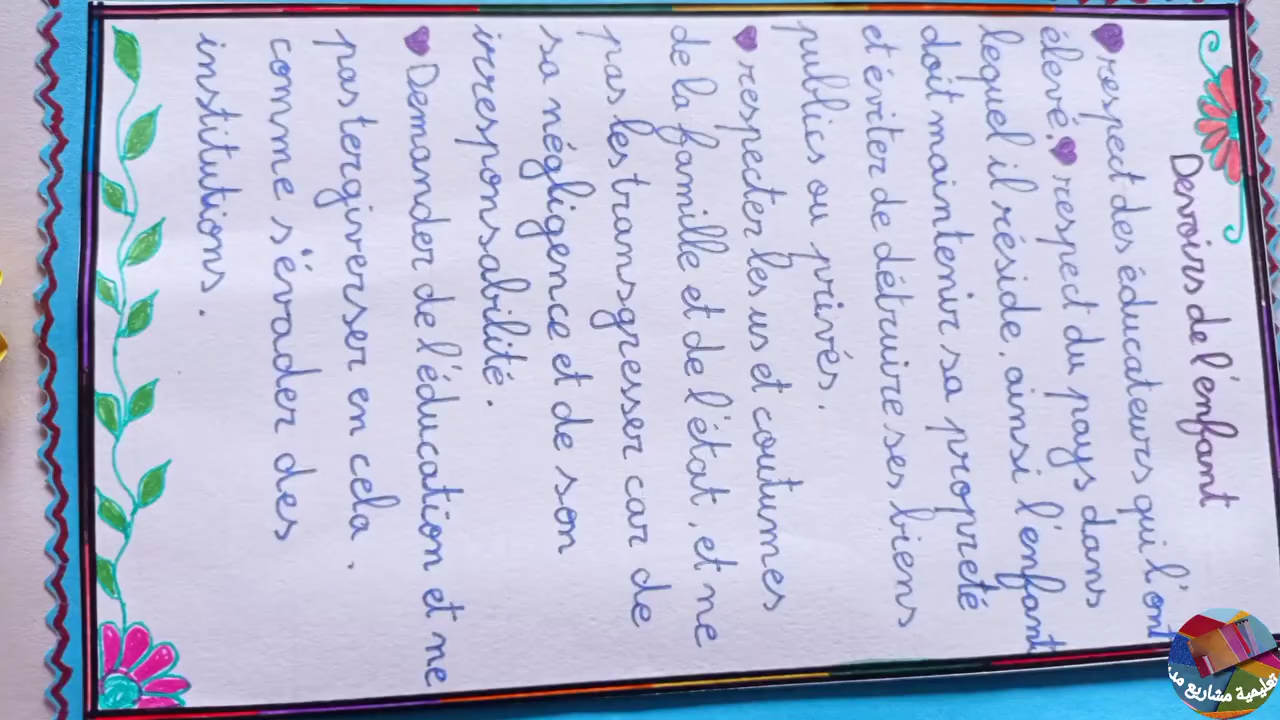 Devoirs de l'enfant
respect des éducateurs qui l'ont
élevé. respect du pays dans
lequel il réside. ainsi l'enfant
doit maintenir sa propreté
et éviter de détruire ses biens
publics ou privés.
respecter les us et coutumes
de la famille et de l'état, et ne
pas les transgresser car de
sa négligence et de son
irresponsabilité.
Demander de l'éducation et ne
pas tergiverser en cela.
comme s'évader des
institutions.
تعليمية مشاريع